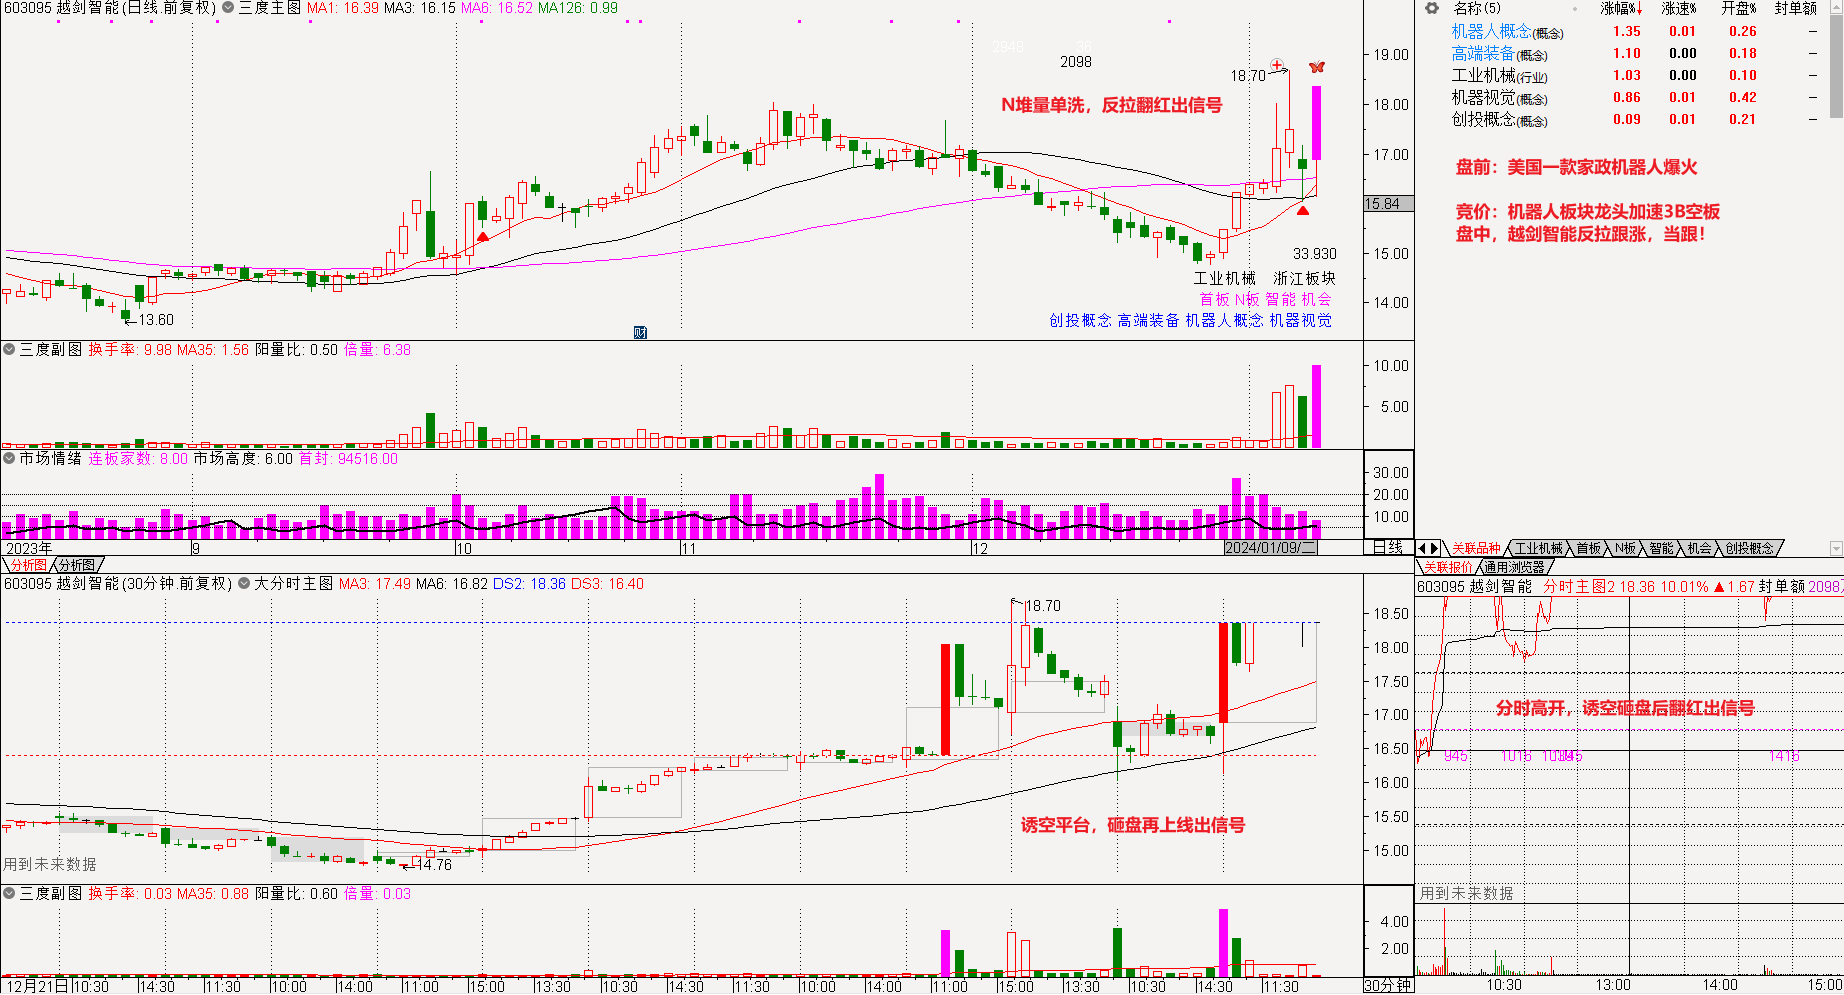 603095 越剑智能(日线.前复权) 三度主图 MA1: 16.39 MA3: 16.15 MA6: 16.52 MA126: 0.99
2948 36
2098
18.70
N堆量单洗，反拉翻红出信号
19.00
18.00
17.00
15.84
15.00
14.00
13.60
33.930
工业机械 浙江板块
首板 N板 智能 机会
创投概念 高端装备 机器人概念 机器视觉
财
三度副图 换手率: 9.98 MA35: 1.56 阳量比: 0.50 倍量: 6.38
10.00
5.00
市场情绪 连板家数: 8.00 市场高度: 6.00 首封: 94516.00
30.00
20.00
10.00
2023年 9 10 11 12 2024/01/09/二 日线
分析图 分析图
603095 越剑智能(30分钟.前复权) 大分时主图 MA3: 17.49 MA6: 16.82 DS2: 18.36 DS3: 16.40
18.70
18.50
18.00
17.50
17.00
16.50
16.00
15.50
15.00
诱空平台，砸盘再上线出信号
14.76
用到未来数据
三度副图 换手率: 0.03 MA35: 0.88 阳量比: 0.60 倍量: 0.03
4.00
2.00
12月21日 10:30 14:30 11:30 10:00 14:00 11:00 15:00 13:30 10:30 14:30 11:30 10:00 14:00 11:00 15:00 13:30 10:30 14:30 11:30 30分钟
名称(5) 涨幅%↓ 涨速% 开盘% 封单额
机器人概念(概念) 1.35 0.01 0.26 —
高端装备(概念) 1.10 0.00 0.18 —
工业机械(行业) 1.03 0.00 0.10 —
机器视觉(概念) 0.86 0.01 0.42 —
创投概念(概念) 0.09 0.01 0.21 —
盘前：美国一款家政机器人爆火
竞价：机器人板块龙头加速3B空板
盘中，越剑智能反拉跟涨，当跟！
关联品种 工业机械 首板 N板 智能 机会 创投概念
关联报价 通用浏览器
603095 越剑智能 分时主图2 18.36 10.01% ▲1.67 封单额 2098
分时高开，诱空砸盘后翻红出信号
945 1016 1416
用到未来数据
10:30 13:00 14:00 15:00